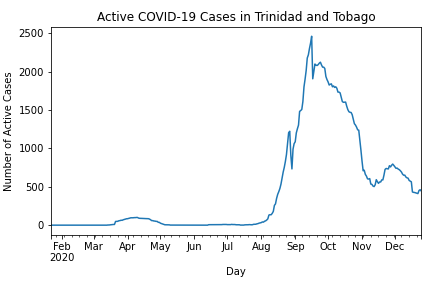 Active COVID-19 Cases in Trinidad and Tobago
Number of Active Cases
2500
2000
1500
1000
500
0
Feb Mar Apr May Jun Jul Aug Sep Oct Nov Dec
2020
Day